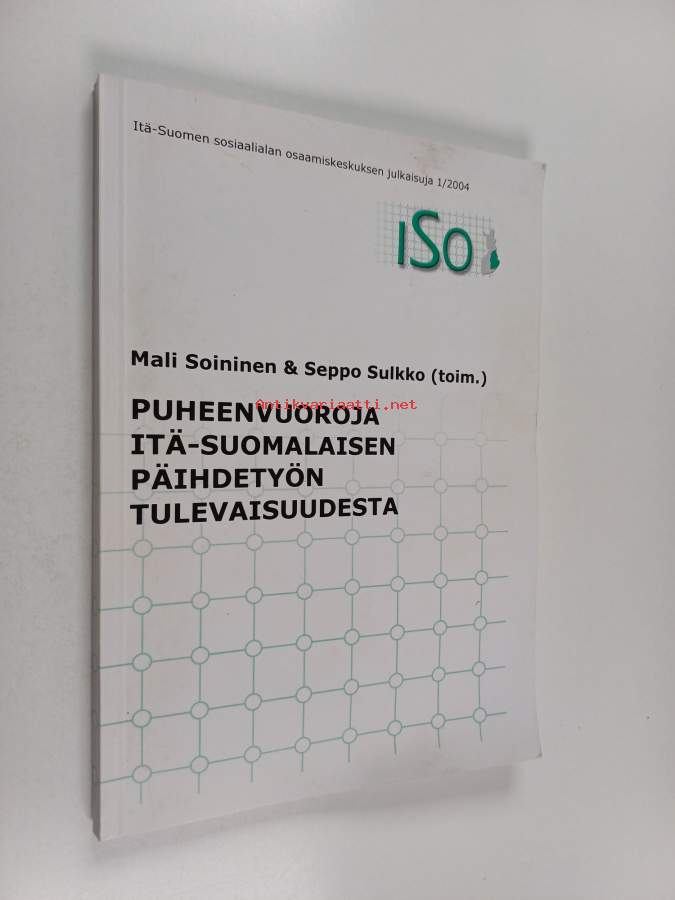 Itä-Suomen sosiaalialan osaamiskeskuksen julkaisuja 1/2004
iSo
Mali Soininen & Seppo Sulkko (toim.)
Antikvariaatti.net
PUHEENVUOROJA
ITÄ-SUOMALAISEN
PÄIHDETYÖN
TULEVAISUUDESTA